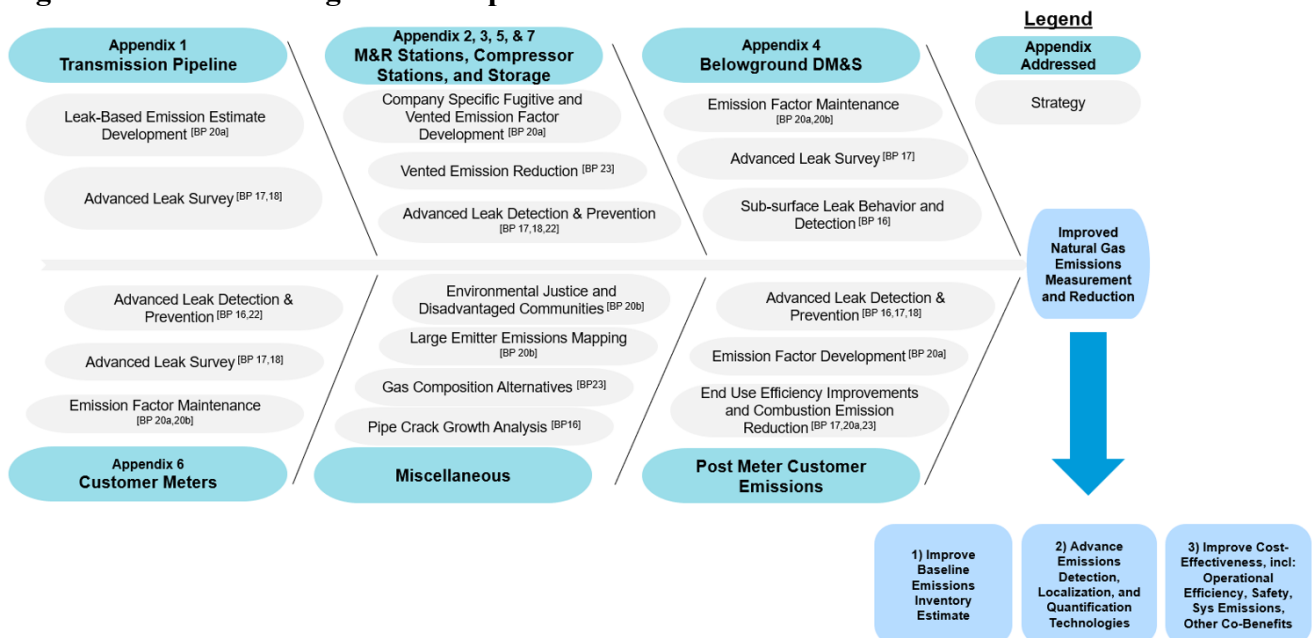 Legend
Appendix 1
Transmission Pipeline
Appendix 2, 3, 5, & 7
M&R Stations, Compressor
Stations, and Storage
Appendix 4
Belowground DM&S
Appendix
Addressed
Leak-Based Emission Estimate
Development [BP 20a]
Advanced Leak Survey [BP 17,18]
Company Specific Fugitive and
Vented Emission Factor
Development [BP 20a]
Vented Emission Reduction [BP 23]
Advanced Leak Detection & Prevention
[BP 17,18,22]
Emission Factor Maintenance
[BP 20a,20b]
Advanced Leak Survey [BP 17]
Sub-surface Leak Behavior and
Detection [BP 16]
Strategy
Improved
Natural Gas
Emissions
Measurement
and Reduction
Advanced Leak Detection &
Prevention [BP 16,22]
Advanced Leak Survey [BP 17,18]
Emission Factor Maintenance
[BP 20a,20b]
Appendix 6
Customer Meters
Environmental Justice and
Disadvantaged Communities [BP 20b]
Large Emitter Emissions Mapping
[BP 20b]
Gas Composition Alternatives [BP23]
Pipe Crack Growth Analysis [BP16]
Miscellaneous
Advanced Leak Detection &
Prevention [BP 16,17,18]
Emission Factor Development [BP 20a]
End Use Efficiency Improvements
and Combustion Emission
Reduction [BP 17,20a,23]
Post Meter Customer
Emissions
1) Improve
Baseline
Emissions
Inventory
Estimate
2) Advance
Emissions
Detection,
Localization, and
Quantification
Technologies
3) Improve Cost-
Effectiveness, incl:
Operational
Efficiency, Safety,
Sys Emissions,
Other Co-Benefits